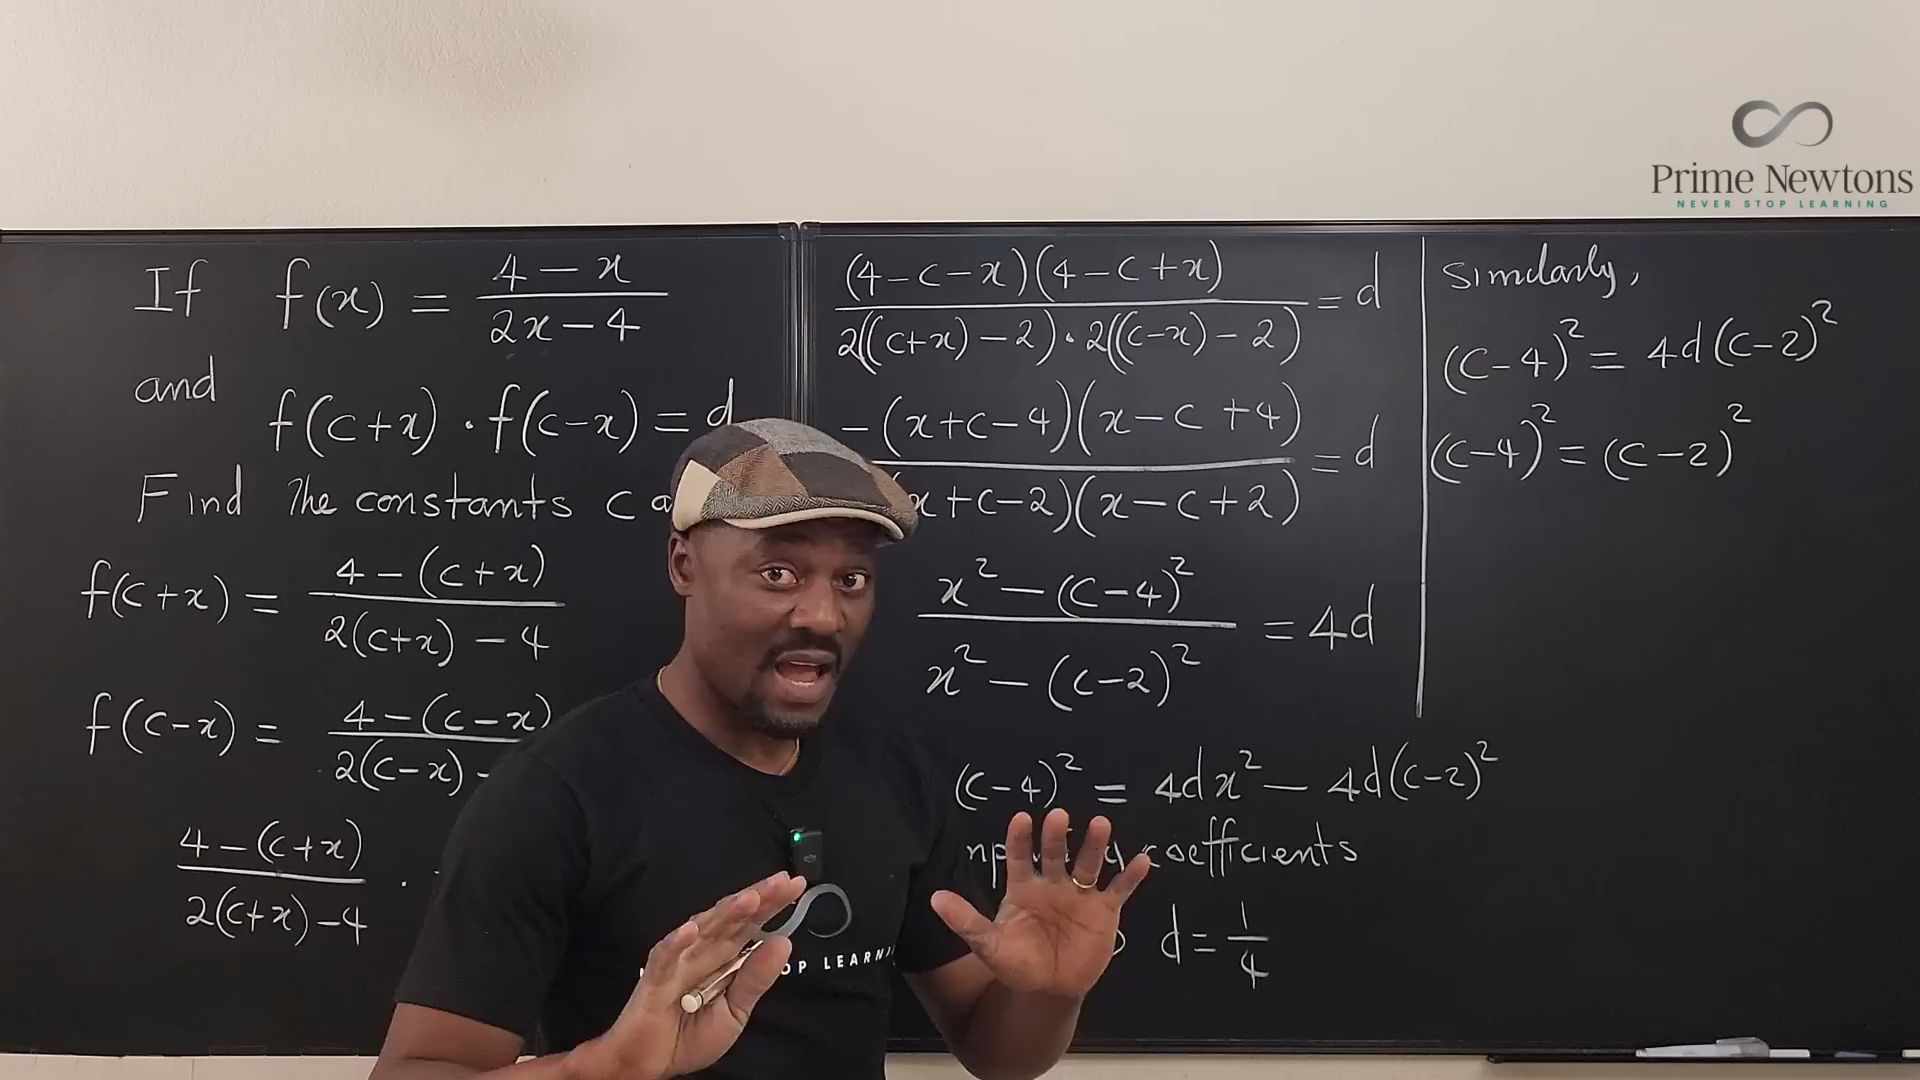 Prime Newtons
NEVER STOP LEARNING
If f(x) = (4 - x)/(2x - 4)
and
f(c+x) · f(c-x) = d
Find the constants c
f(c+x) = (4 - (c+x))/(2(c+x) - 4)
f(c-x) = 4 - (c-x)
2(c-x) -
(4 - (c+x))/(2(c+x) - 4) ·
((4-c-x)(4-c+x))/(2((c+x)-2)·2((c-x)-2)) = d
-(x+c-4)(x-c+4)
x+c-2)(x-c+2) = d
(x² - (c-4)²)/(x² - (c-2)²) = 4d
(c-4)² = 4dx² - 4d(c-2)²
coefficients
d = 1/4
Similarly,
(c-4)² = 4d(c-2)²
(c-4)² = (c-2)²
OP LEARNI